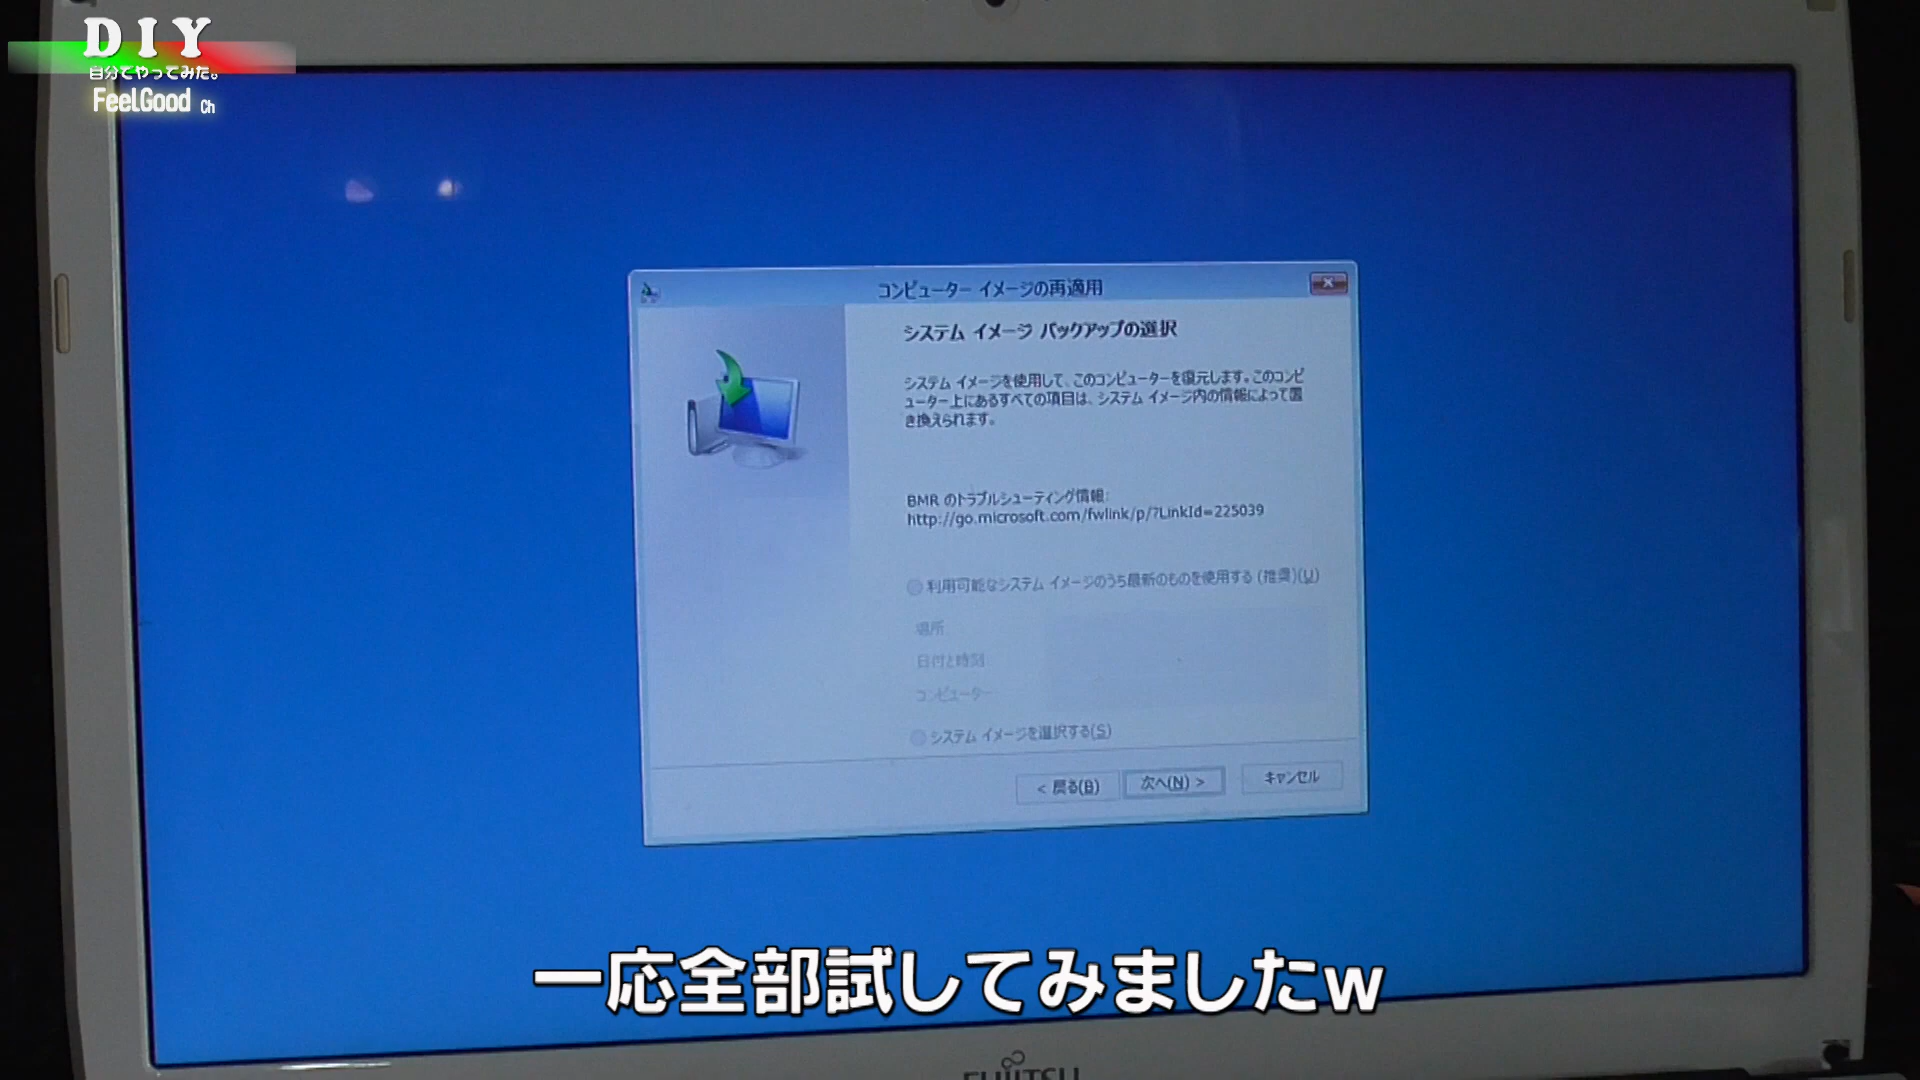 DIY
自分でやってみた。
FeelGood Ch
コンピューター イメージの再適用
システム イメージ バックアップの選択
システム イメージを使用して、このコンピューターを復元します。このコンピ
ューター上にあるすべての項目は、システム イメージ内の情報によって置
き換えられます。
BMR のトラブルシューティング情報:
http://go.microsoft.com/fwlink/p/?LinkId=225039
利用可能なシステム イメージのうち最新のものを使用する (推奨)(U)
場所
日付と時刻
コンピューター
システム イメージを選択する(S)
< 戻る(B)
次へ(N) >
キャンセル
一応全部試してみましたw
FUJITSU